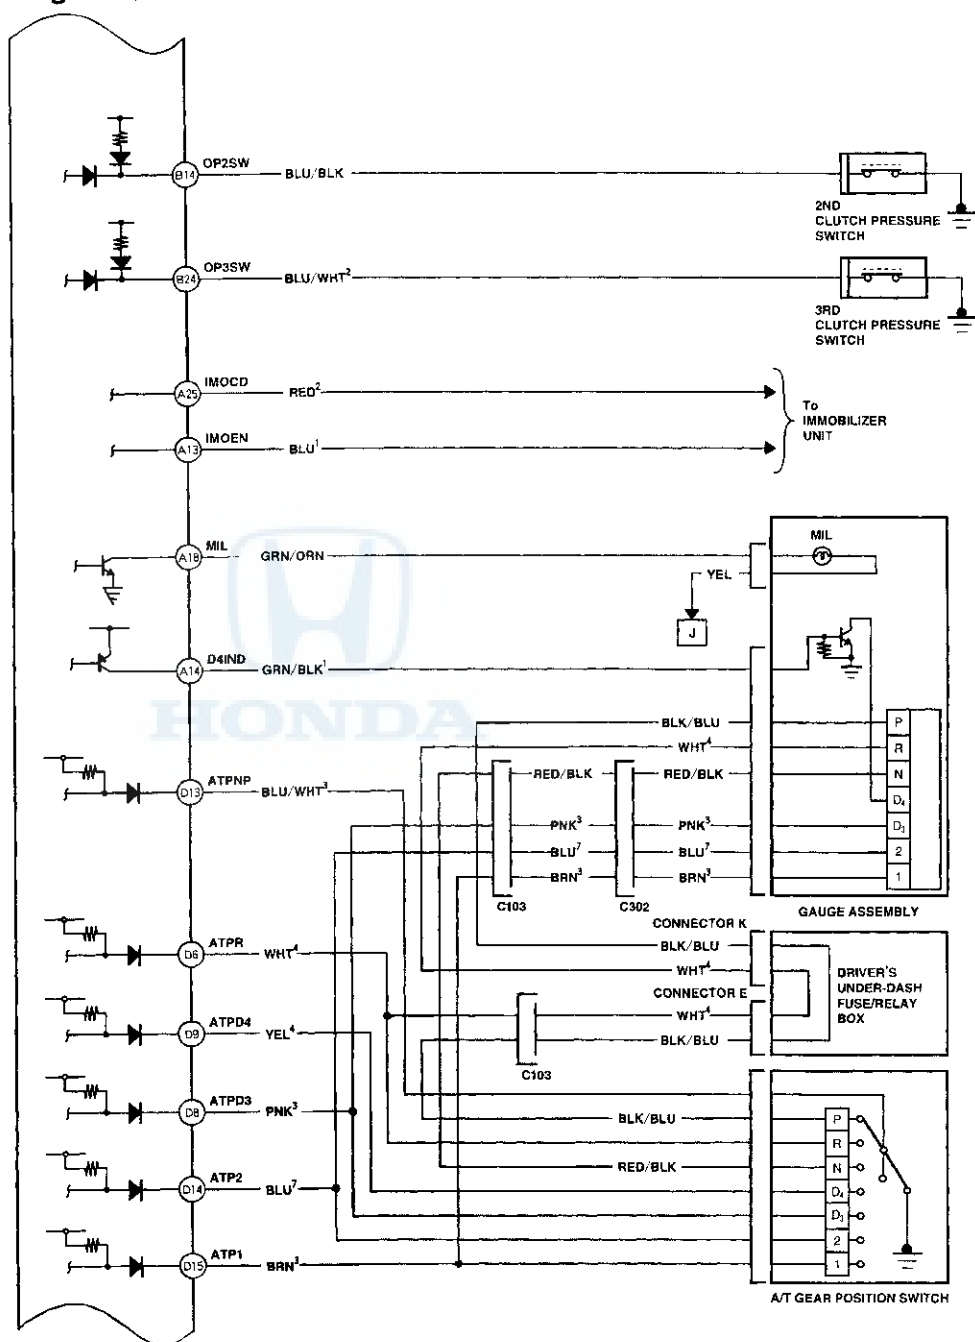 B14 OP2SW BLU/BLK
2ND
CLUTCH PRESSURE
SWITCH
B24 OP3SW BLU/WHT2
3RD
CLUTCH PRESSURE
SWITCH
A25 IMOCD RED2
To
IMMOBILIZER
UNIT
A13 IMOEN BLU1
A18 MIL GRN/ORN
MIL
YEL
J
A14 D4IND GRN/BLK1
HONDA
BLK/BLU P
WHT4 R
RED/BLK RED/BLK N
D4
D13 ATPNP BLU/WHT3
PNK3 PNK3 D3
BLU7 BLU7 2
BRN3 BRN3 1
C103 C302
GAUGE ASSEMBLY
CONNECTOR K
BLK/BLU
D6 ATPR WHT4
WHT4
CONNECTOR E
WHT4
BLK/BLU
DRIVER'S
UNDER-DASH
FUSE/RELAY
BOX
C103
D9 ATPD4 YEL4
D8 ATPD3 PNK3
BLK/BLU P
R
RED/BLK N
D14 ATP2 BLU7
D4
D3
2
D15 ATP1 BRN3
1
A/T GEAR POSITION SWITCH